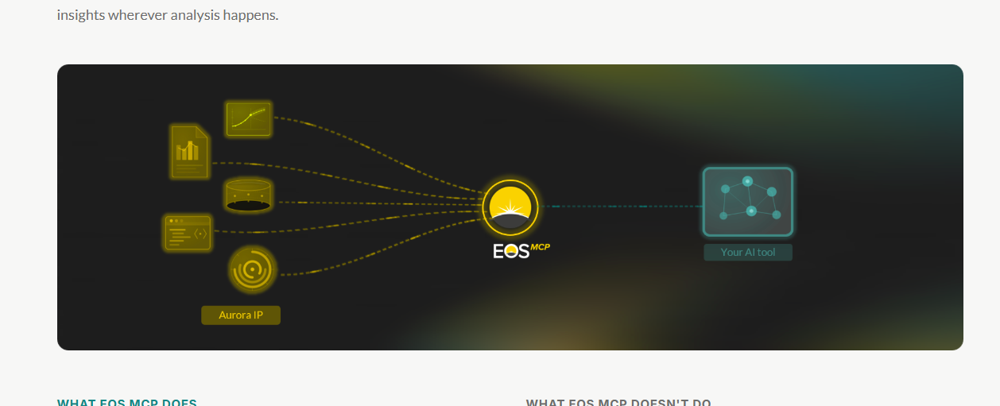 insights wherever analysis happens.
EOS MCP
Your AI tool
Aurora IP
WHAT EOS MCP DOES
WHAT EOS MCP DOESN'T DO